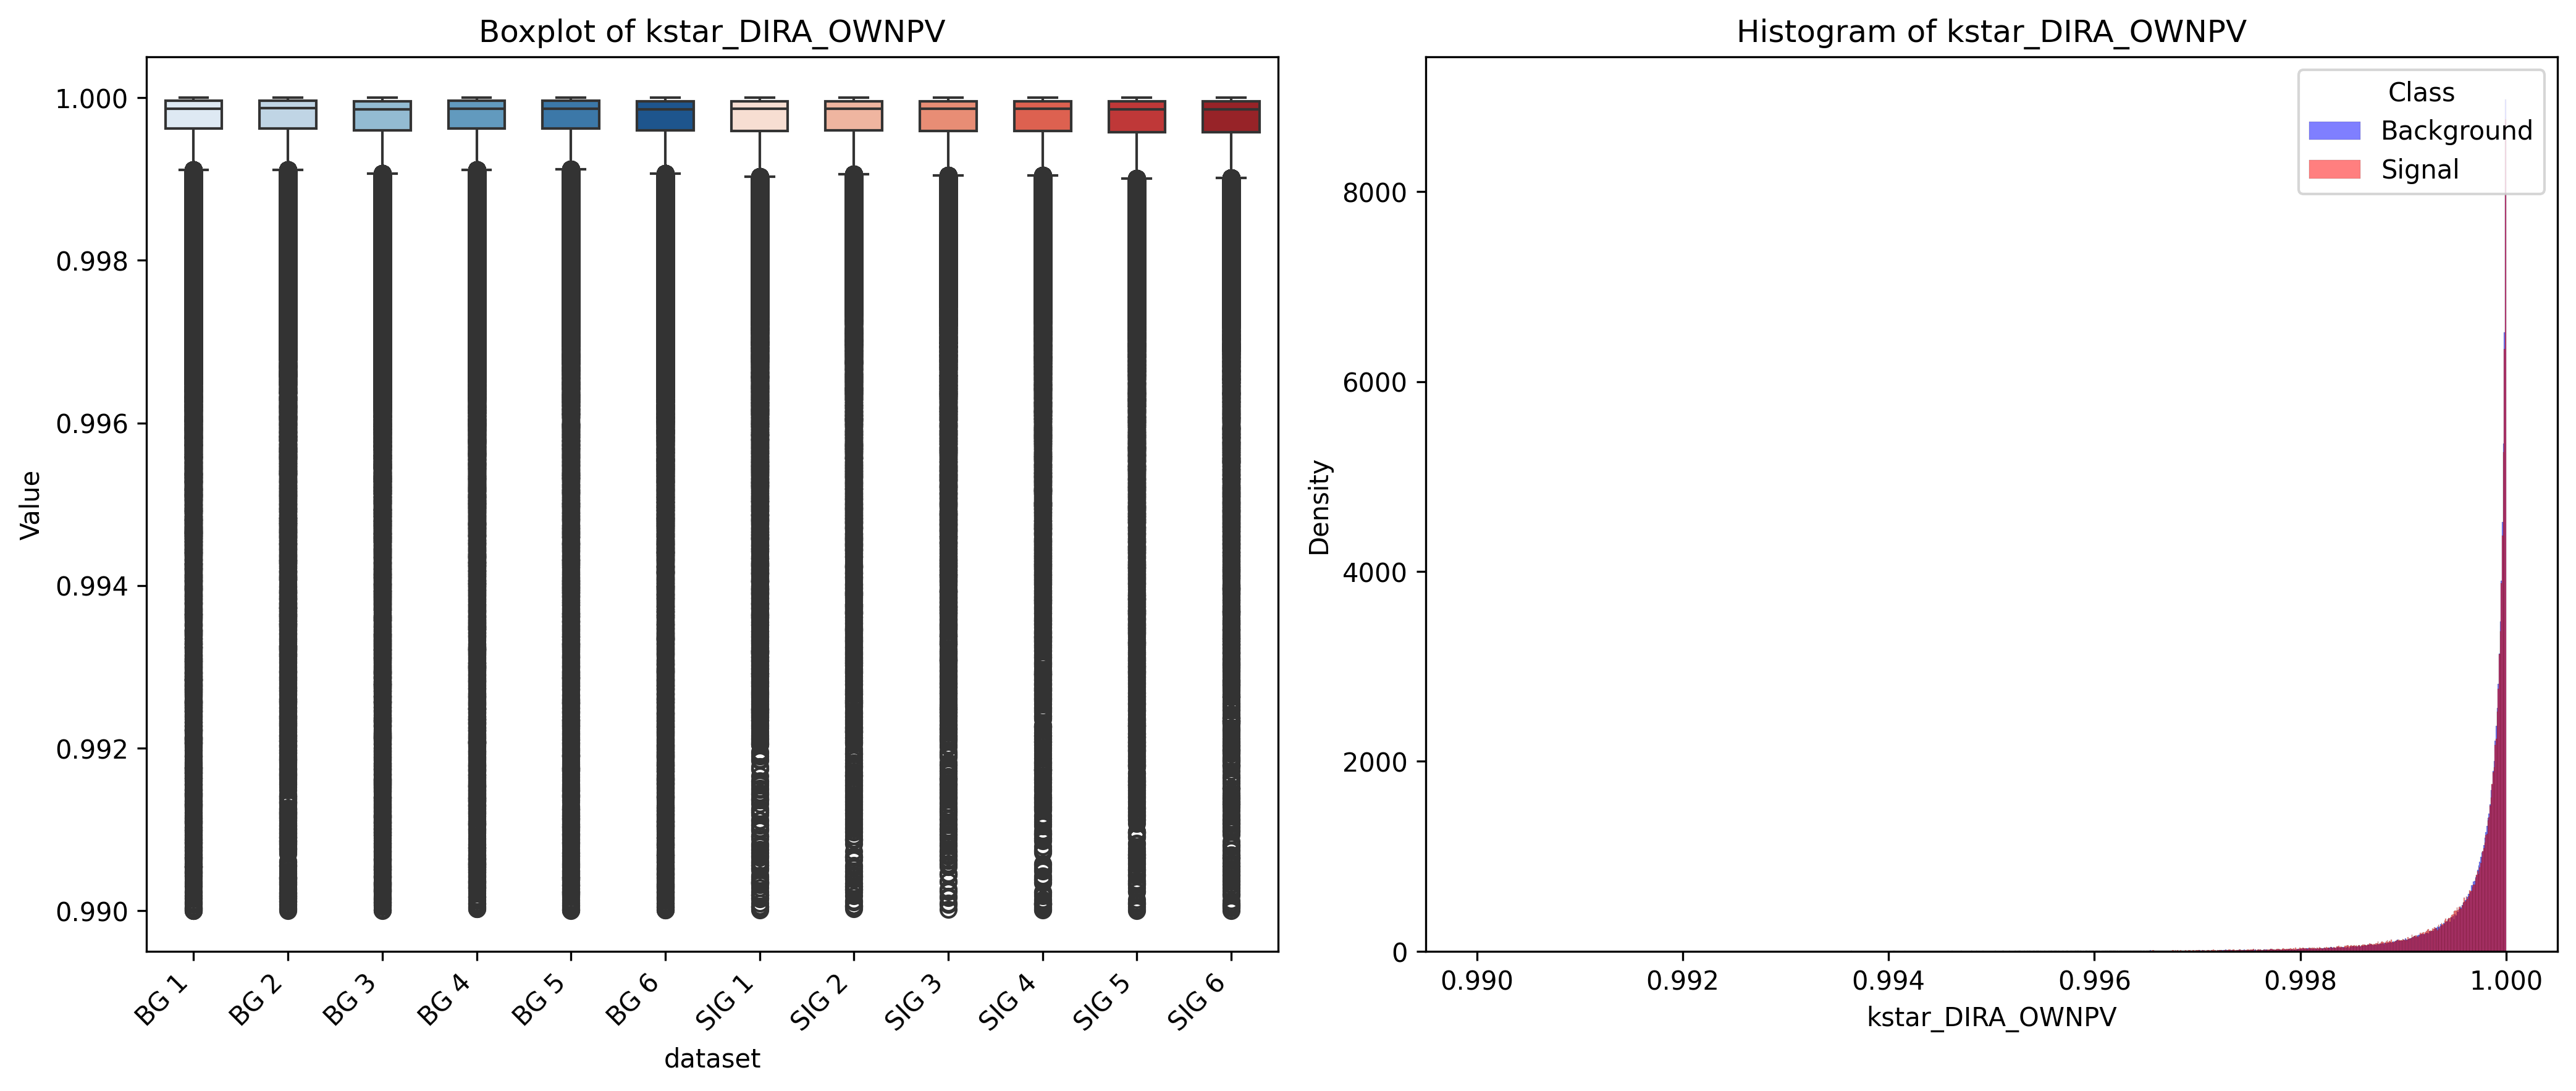 Boxplot of kstar_DIRA_OWNPV
Value
1.000
0.998
0.996
0.994
0.992
0.990
BG 1
BG 2
BG 3
BG 4
BG 5
BG 6
SIG 1
SIG 2
SIG 3
SIG 4
SIG 5
SIG 6
dataset
Histogram of kstar_DIRA_OWNPV
Class
Background
Signal
Density
8000
6000
4000
2000
0
0.990
0.992
0.994
0.996
0.998
1.000
kstar_DIRA_OWNPV